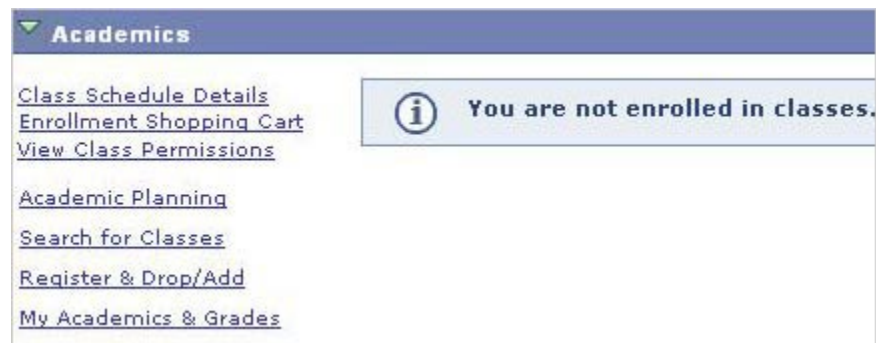 Academics
Class Schedule Details
Enrollment Shopping Cart
View Class Permissions
Academic Planning
Search for Classes
Register & Drop/Add
My Academics & Grades
You are not enrolled in classes.